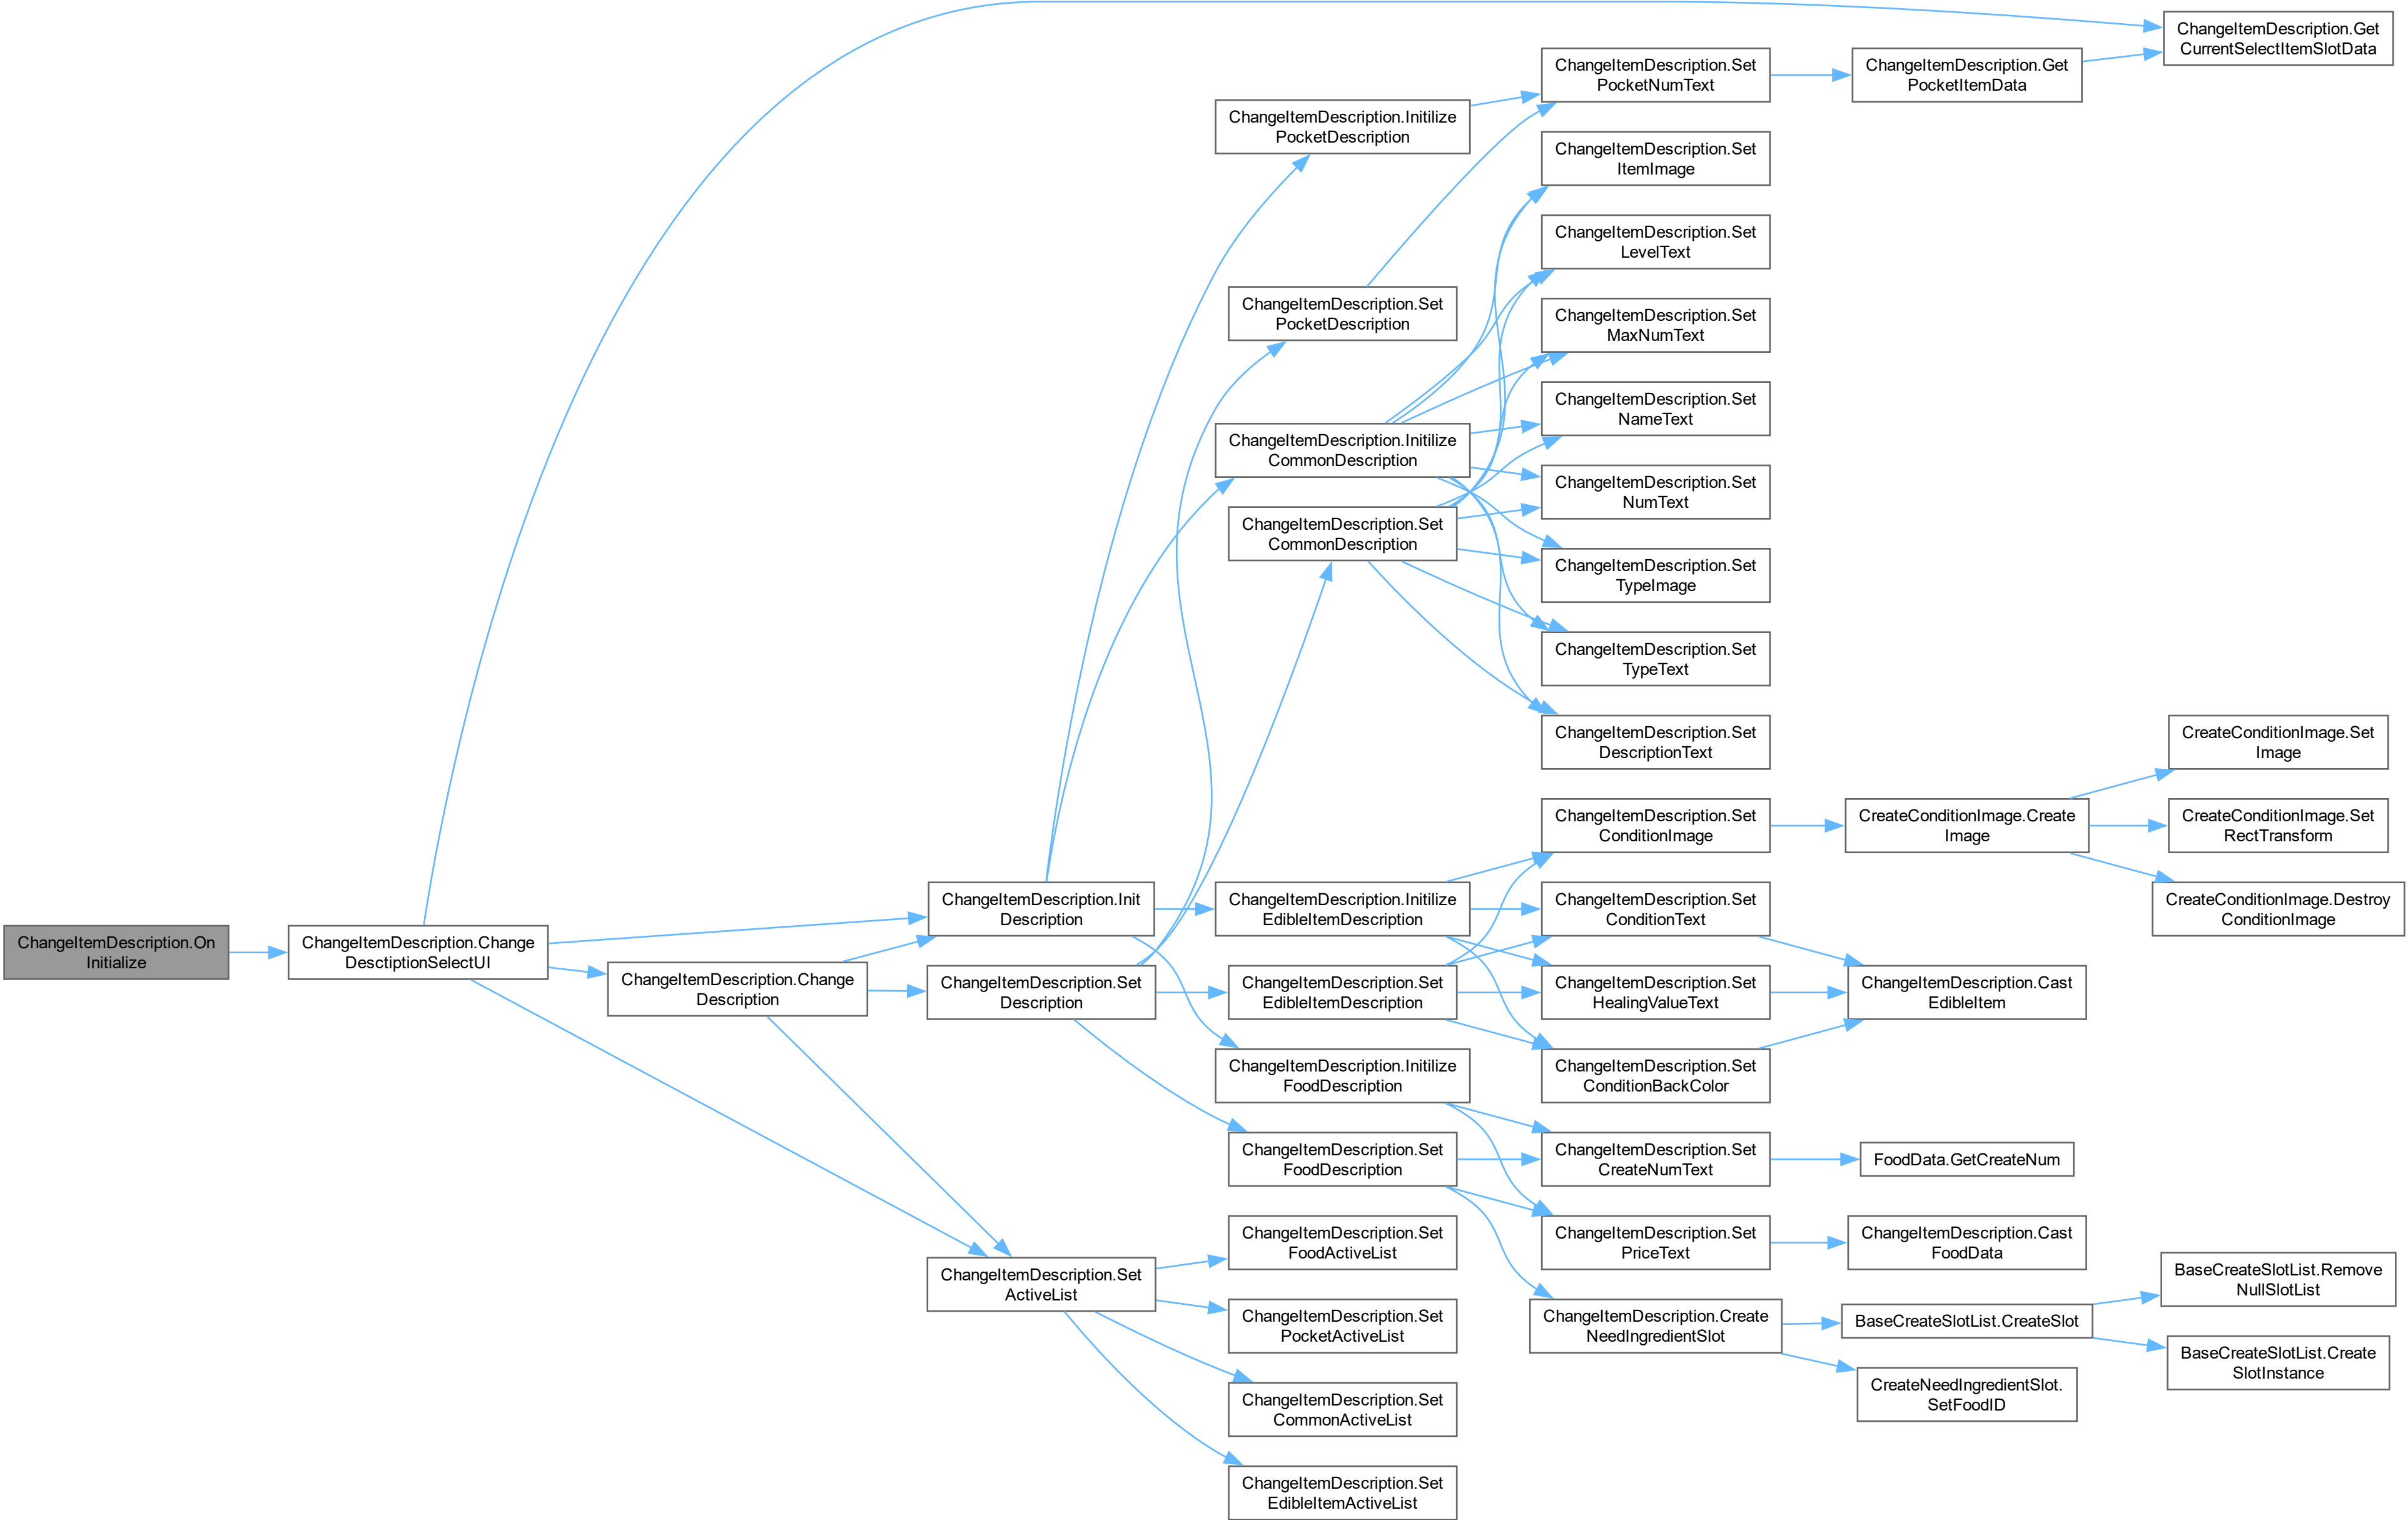 ChangeItemDescription.On
Initialize
ChangeItemDescription.Change
DesctiptionSelectUI
ChangeItemDescription.Change
Description
ChangeItemDescription.Init
Description
ChangeItemDescription.Set
Description
ChangeItemDescription.Set
ActiveList
ChangeItemDescription.Initilize
PocketDescription
ChangeItemDescription.Set
PocketDescription
ChangeItemDescription.Initilize
CommonDescription
ChangeItemDescription.Set
CommonDescription
ChangeItemDescription.Initilize
EdibleItemDescription
ChangeItemDescription.Set
EdibleItemDescription
ChangeItemDescription.Initilize
FoodDescription
ChangeItemDescription.Set
FoodDescription
ChangeItemDescription.Set
FoodActiveList
ChangeItemDescription.Set
PocketActiveList
ChangeItemDescription.Set
CommonActiveList
ChangeItemDescription.Set
EdibleItemActiveList
ChangeItemDescription.Set
PocketNumText
ChangeItemDescription.Set
ItemImage
ChangeItemDescription.Set
LevelText
ChangeItemDescription.Set
MaxNumText
ChangeItemDescription.Set
NameText
ChangeItemDescription.Set
NumText
ChangeItemDescription.Set
TypeImage
ChangeItemDescription.Set
TypeText
ChangeItemDescription.Set
DescriptionText
ChangeItemDescription.Set
ConditionImage
ChangeItemDescription.Set
ConditionText
ChangeItemDescription.Set
HealingValueText
ChangeItemDescription.Set
ConditionBackColor
ChangeItemDescription.Set
CreateNumText
ChangeItemDescription.Set
PriceText
ChangeItemDescription.Create
NeedIngredientSlot
ChangeItemDescription.Get
PocketItemData
CreateConditionImage.Create
Image
ChangeItemDescription.Cast
EdibleItem
FoodData.GetCreateNum
ChangeItemDescription.Cast
FoodData
BaseCreateSlotList.CreateSlot
CreateNeedIngredientSlot.
SetFoodID
ChangeItemDescription.Get
CurrentSelectItemSlotData
CreateConditionImage.Set
Image
CreateConditionImage.Set
RectTransform
CreateConditionImage.Destroy
ConditionImage
BaseCreateSlotList.Remove
NullSlotList
BaseCreateSlotList.Create
SlotInstance